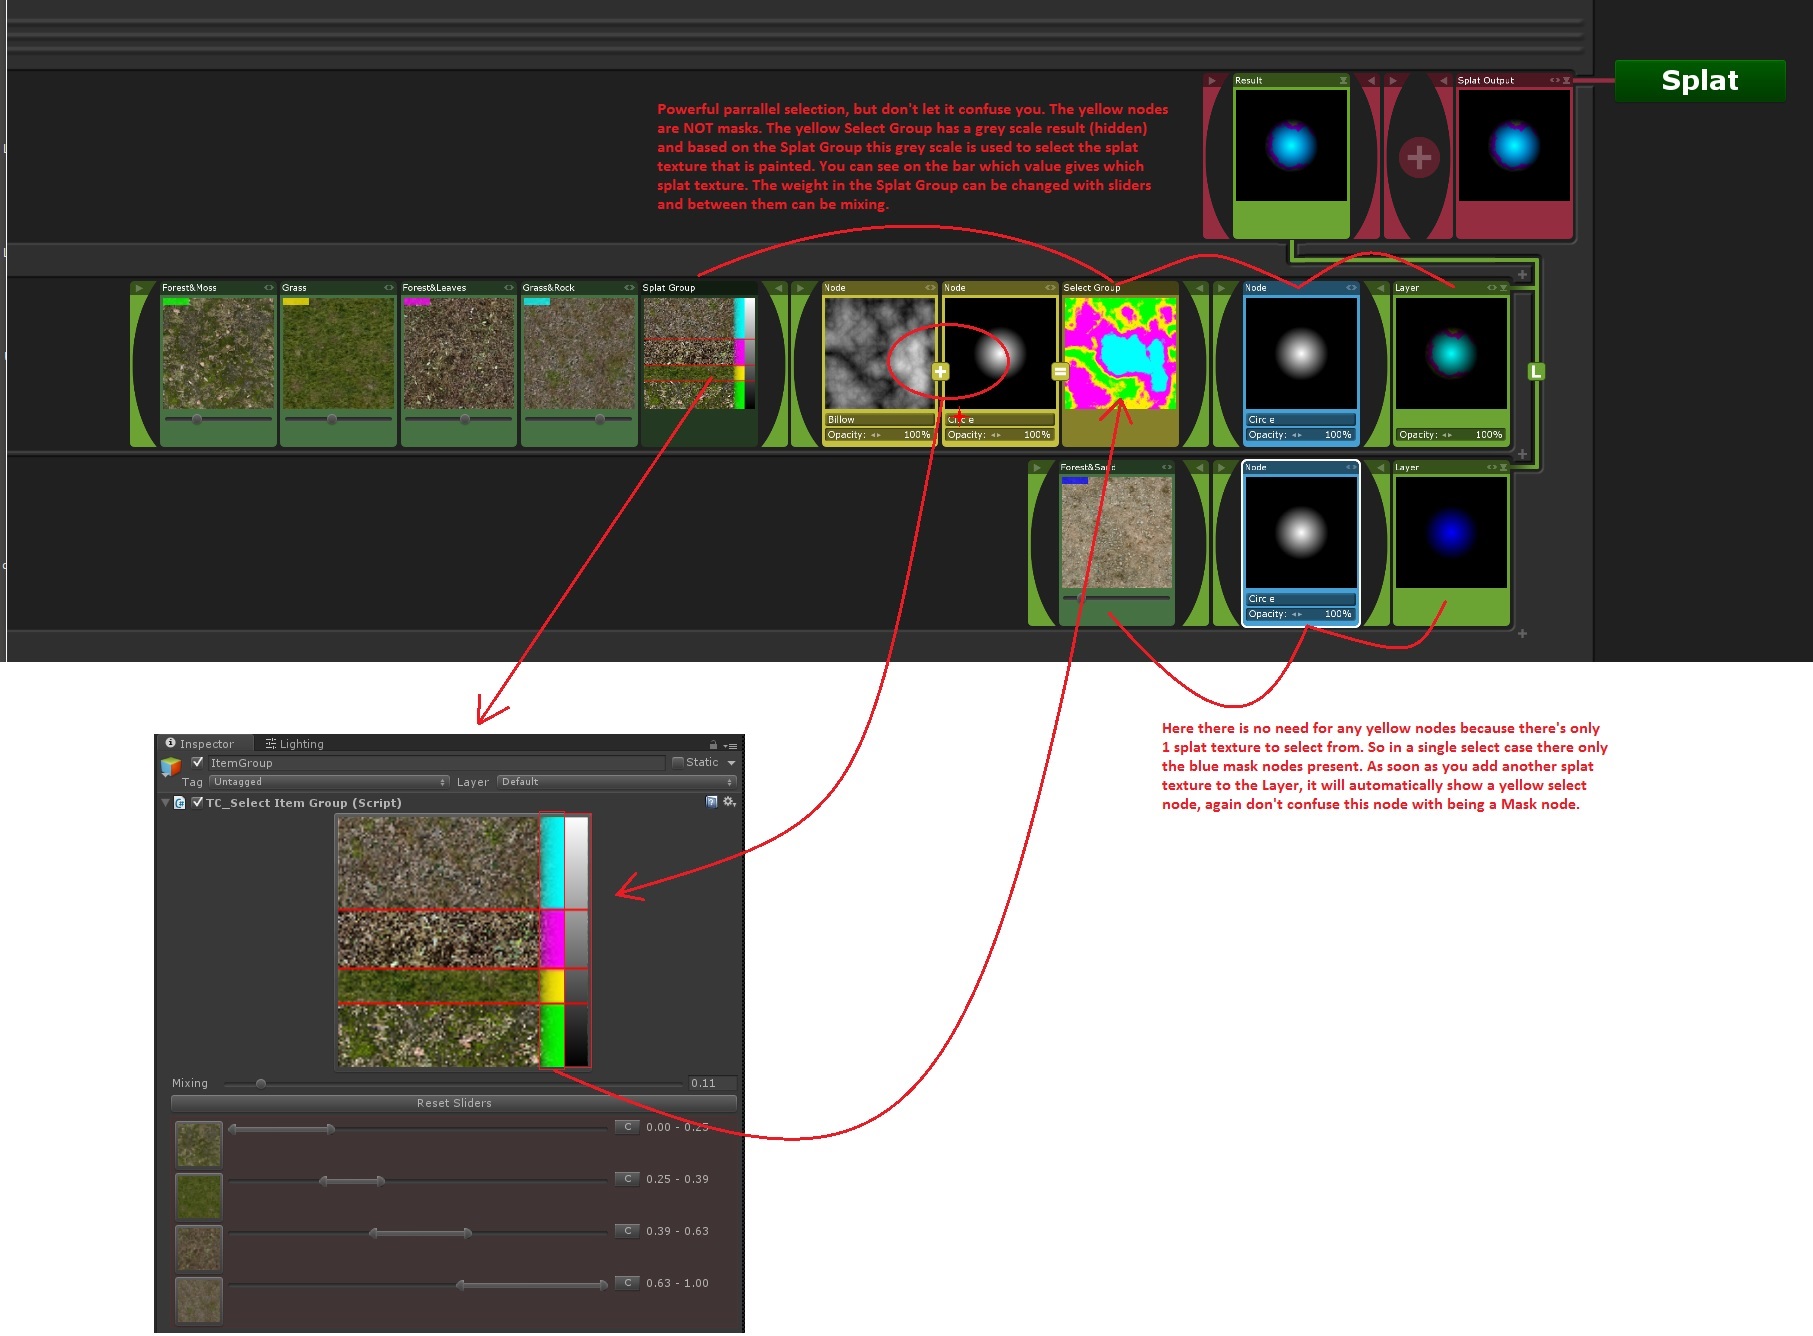 Result
Splat Output
Splat
Powerful parrallel selection, but don't let it confuse you. The yellow nodes
are NOT masks. The yellow Select Group has a grey scale result (hidden)
and based on the Splat Group this grey scale is used to select the splat
texture that is painted. You can see on the bar which value gives which
splat texture. The weight in the Splat Group can be changed with sliders
and between them can be mixing.
Forest&Moss
Grass
Forest&Leaves
Grass&Rock
Splat Group
Node
Node
Select Group
Node
Layer
L
Billow
Circle
Circle
Opacity: 100%
Opacity: 100%
Opacity: 100%
Opacity: 100%
Forest&Sand
Node
Layer
Circle
Opacity: 100%
Here there is no need for any yellow nodes because there's only
1 splat texture to select from. So in a single select case there only
the blue mask nodes present. As soon as you add another splat
texture to the Layer, it will automatically show a yellow select
node, again don't confuse this node with being a Mask node.
Inspector
Lighting
ItemGroup
Static
Tag Untagged
Layer Default
TC_Select Item Group (Script)
Mixing 0.11
Reset Sliders
C 0.00 - 0.25
C 0.25 - 0.39
C 0.39 - 0.63
C 0.63 - 1.00